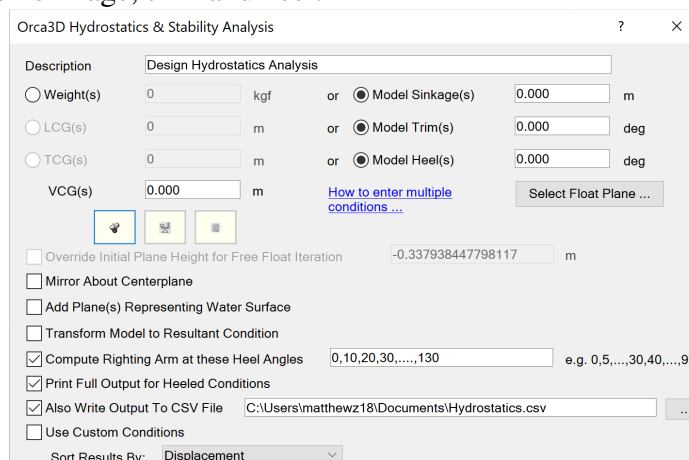 Orca3D Hydrostatics & Stability Analysis ? ×
Description Design Hydrostatics Analysis
Weight(s) 0 kgf or Model Sinkage(s) 0.000 m
LCG(s) 0 m or Model Trim(s) 0.000 deg
TCG(s) 0 m or Model Heel(s) 0.000 deg
VCG(s) 0.000 m How to enter multiple Select Float Plane ...
conditions ...
Override Initial Plane Height for Free Float Iteration -0.337938447798117 m
Mirror About Centerplane
Add Plane(s) Representing Water Surface
Transform Model to Resultant Condition
Compute Righting Arm at these Heel Angles 0,10,20,30,....,130 e.g. 0,5,...,30,40,...,9
Print Full Output for Heeled Conditions
Also Write Output To CSV File C:\Users\matthewz18\Documents\Hydrostatics.csv ...
Use Custom Conditions
Sort Results By: Displacement